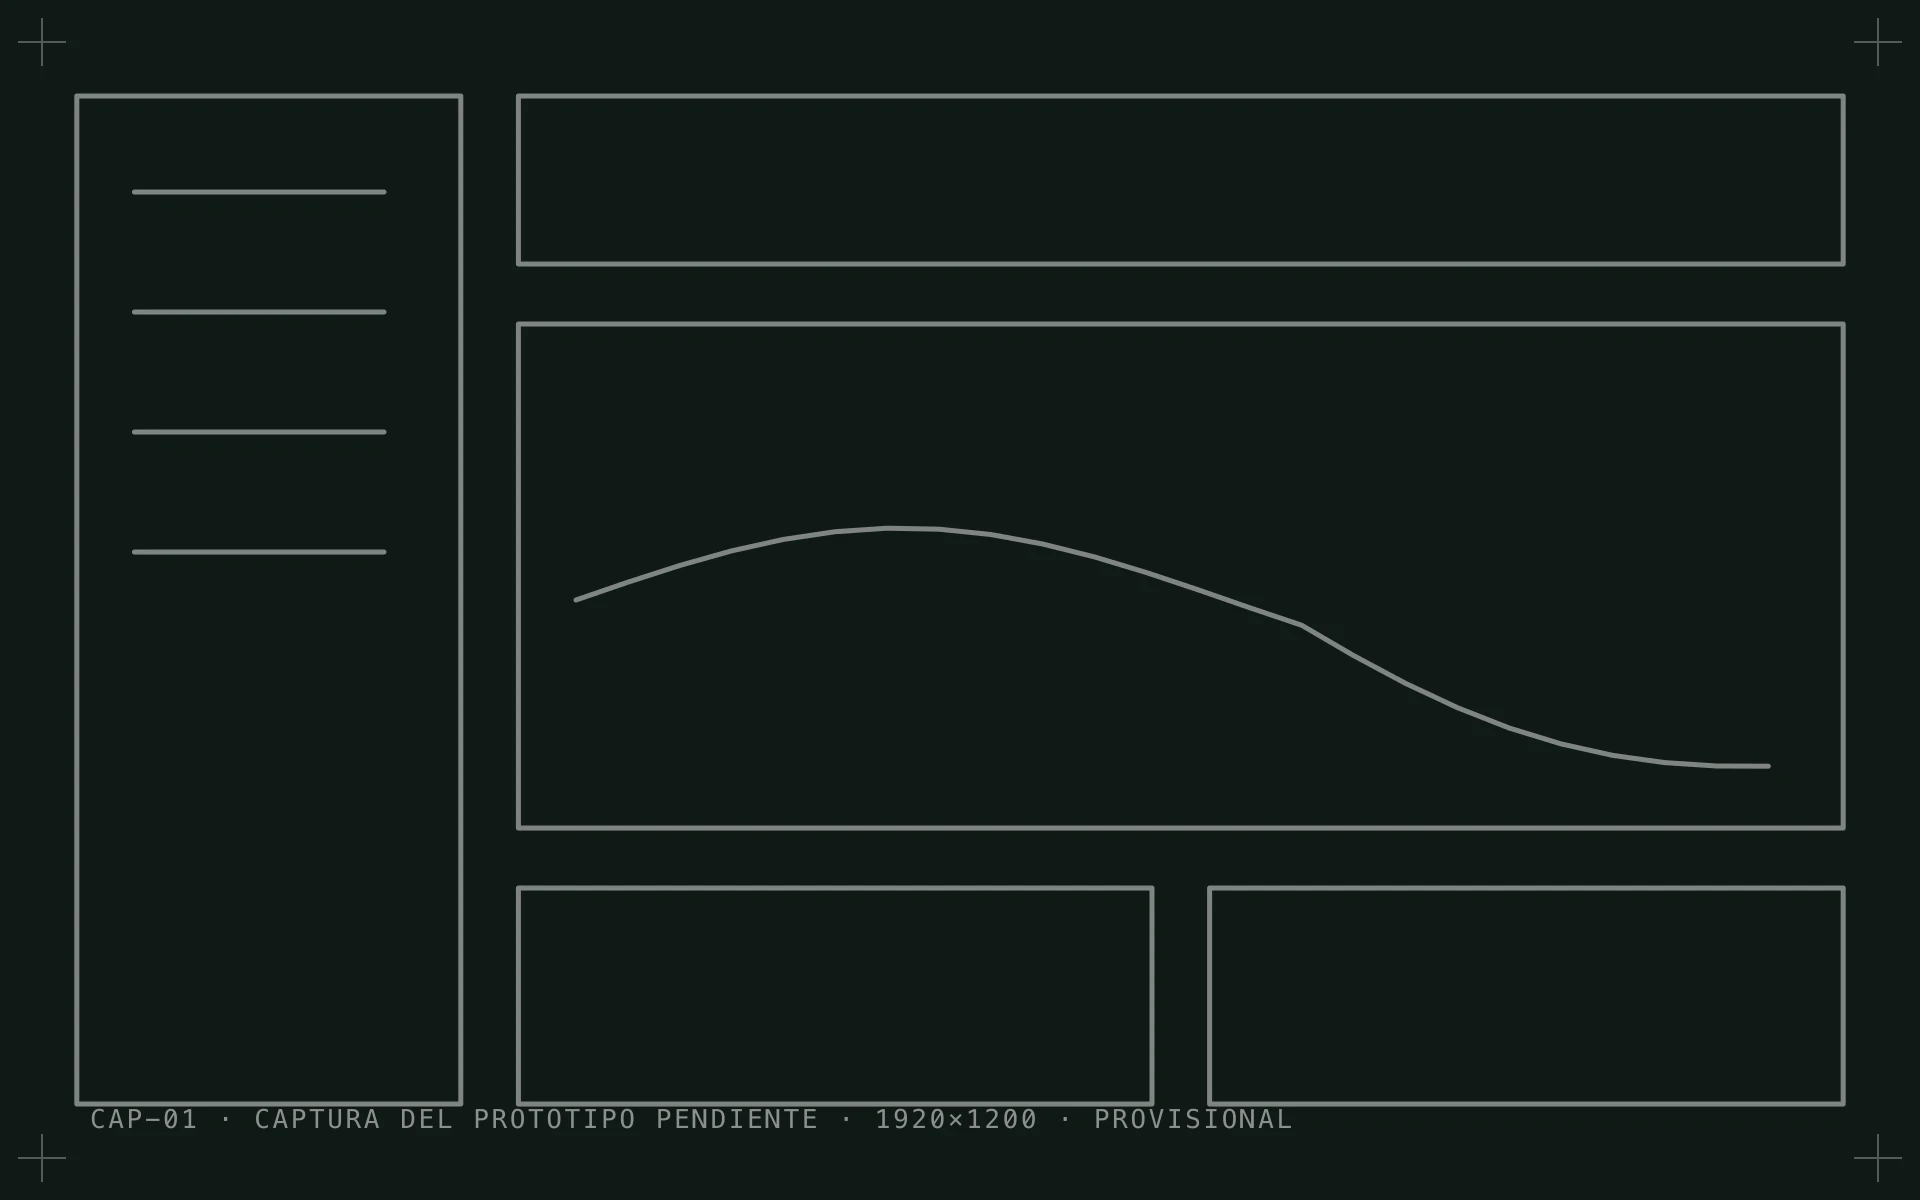 CAP−01 · CAPTURA DEL PROTOTIPO PENDIENTE · 1920×1200 · PROVISIONAL